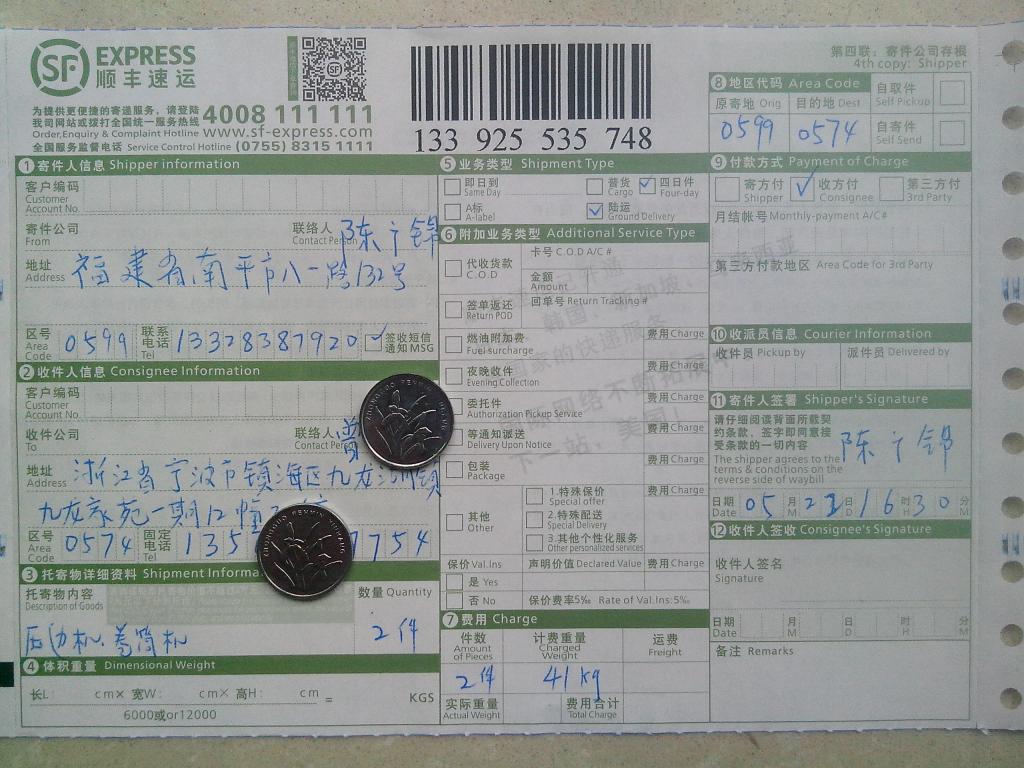 SF EXPRESS
顺丰速运
为提供更便捷的寄递服务，请登陆
我司网站或拨打全国统一服务热线
4008 111 111
Order,Enquiry & Complaint Hotline www.sf-express.com
全国服务监督电话 Service Control Hotline (0755) 8315 1111
133 925 535 748
第四联：寄件公司存根
4th copy: Shipper
① 寄件人信息 Shipper information
客户编码
Customer
Account No.
寄件公司
From
联络人
Contact Person
陈广锦
地址
Address
福建省南平市八一路132号
区号
Area
Code
0599
联系
电话
Tel
13328387920
签收短信
通知MSG
② 收件人信息 Consignee Information
客户编码
Customer
Account No.
收件公司
To
联络人
Contact Person
曾
地址
Address
浙江省宁波市镇海区九龙湖镇
九龙家苑一期12幢
区号
Area
Code
0574
固定
电话
Tel
135
7754
③ 托寄物详细资料 Shipment Informa
托寄物内容
Description of Goods
数量 Quantity
压边机、卷筒机
2件
④ 体积重量 Dimensional Weight
长L: cm× 宽W: cm× 高H: cm = KGS
6000或or12000
⑤ 业务类型 Shipment Type
即日到
Same Day
普货
Cargo
四日件
Four-day
A标
A-label
陆运
Ground Delivery
⑥ 附加业务类型 Additional Service Type
代收货款
C.O.D
卡号 C.O.D A/C #
金额
Amount
签单返还
Return POD
回单号 Return Tracking #
燃油附加费
Fuel surcharge
费用 Charge
夜晚收件
Evening Collection
费用 Charge
委托件
Authorization Pickup Service
费用 Charge
等通知派送
Delivery Upon Notice
费用 Charge
包装
Package
费用 Charge
其他
Other
1.特殊保价
Special offer
费用 Charge
2.特殊配送
Special Delivery
3.其他个性化服务
Other personalized services
保价 Val.Ins
声明价值 Declared Value
费用 Charge
是 Yes
否 No
保价费率5‰ Rate of Val.Ins:5‰
⑦ 费用 Charge
件数
Amount
of Pieces
计费重量
Charged
Weight
运费
Freight
2件
41kg
实际重量
Actual Weight
费用合计
Total Charge
⑧ 地区代码 Area Code
原寄地 Orig
目的地 Dest
0599
0574
自取件
Self Pickup
自寄件
Self Send
⑨ 付款方式 Payment of Charge
寄方付
Shipper
收方付
Consignee
第三方付
3rd Party
月结帐号 Monthly-payment A/C#
第三方付款地区 Area Code for 3rd Party
⑩ 收派员信息 Courier Information
收件员 Pickup by
派件员 Delivered by
⑪ 寄件人签署 Shipper's Signature
请仔细阅读背面所载契
约条款，签字即同意接
受条款的一切内容
The shipper agrees to the
terms & conditions on the
reverse side of waybill
陈广锦
日期
Date
05 月 M 22 日 D 16 时 H 30 分 M
⑫ 收件人签收 Consignee's Signature
收件人签名
Signature
日期
Date
月 M 日 D 时 H 分 M
备注 Remarks